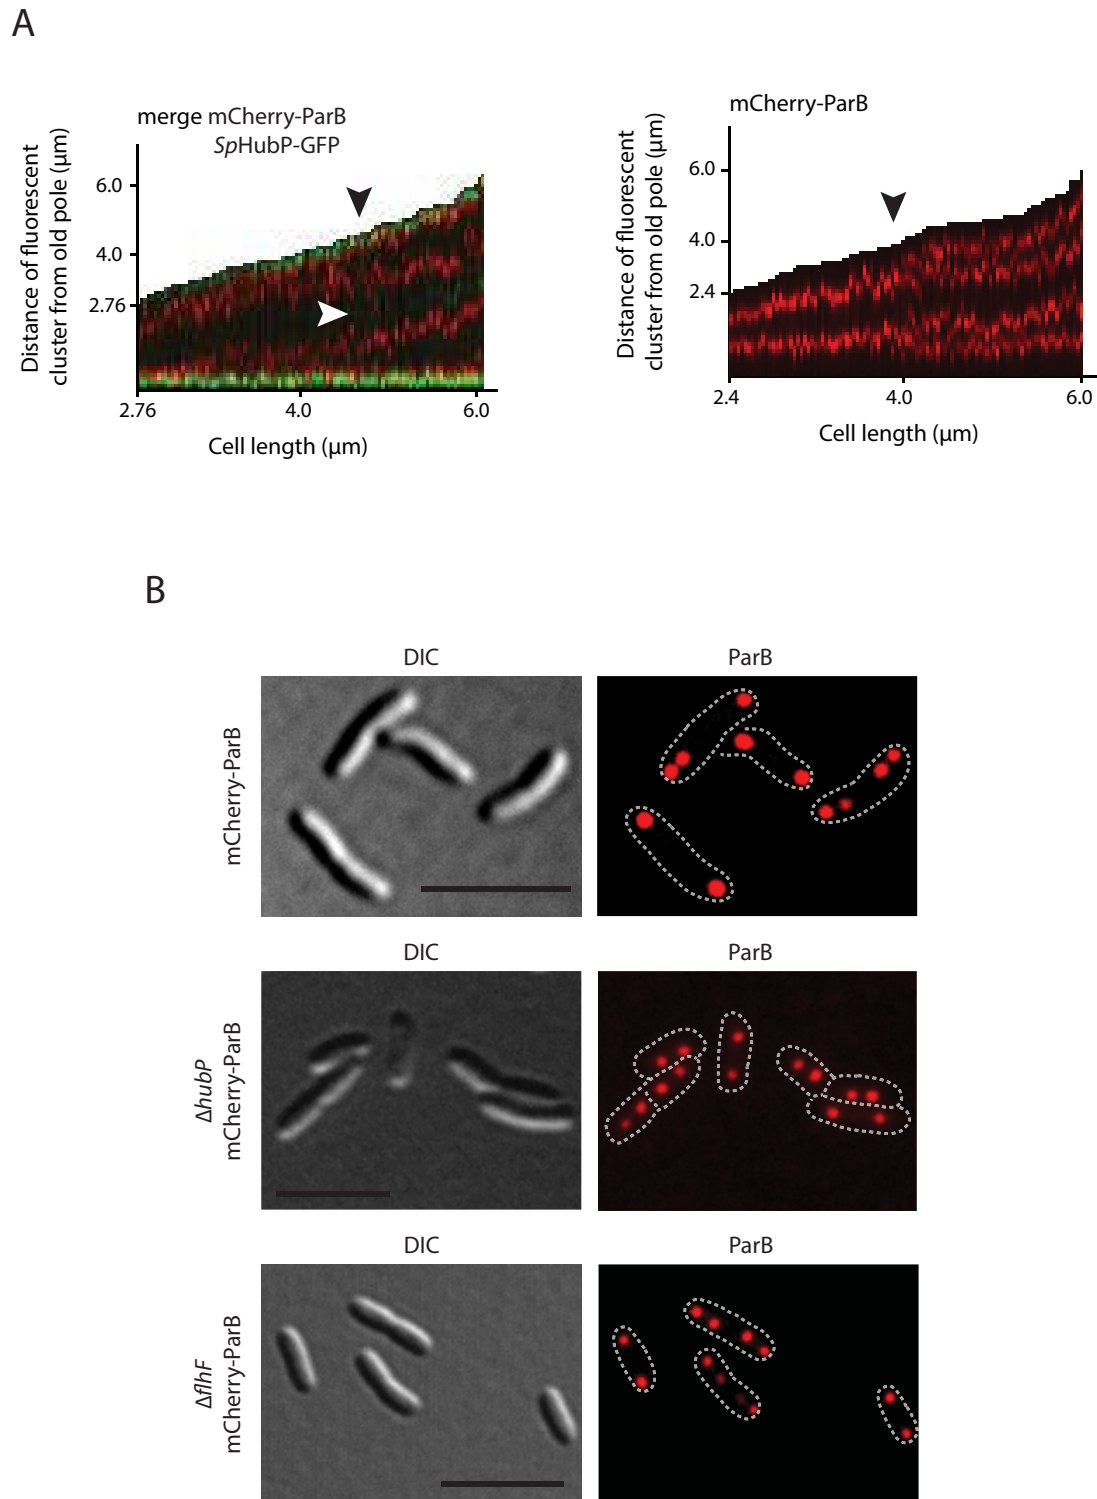 A
merge mCherry-ParB
SpHubP-GFP
Distance of fluorescent
cluster from old pole (µm)
6.0
4.0
2.76
2.76
4.0
6.0
Cell length (µm)
mCherry-ParB
Distance of fluorescent
cluster from old pole (µm)
6.0
4.0
2.4
2.4
4.0
6.0
Cell length (µm)
B
DIC
ParB
mCherry-ParB
DIC
ParB
ΔhubP
mCherry-ParB
DIC
ParB
ΔflhF
mCherry-ParB